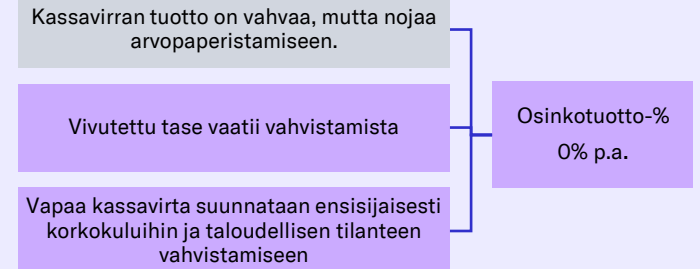 Kassavirran tuotto on vahvaa, mutta nojaa
arvopaperistamiseen.
Vivutettu tase vaatii vahvistamista
Vapaa kassavirta suunnataan ensisijaisesti
korkokuluihin ja taloudellisen tilanteen
vahvistamiseen
Osinkotuotto-%
0% p.a.